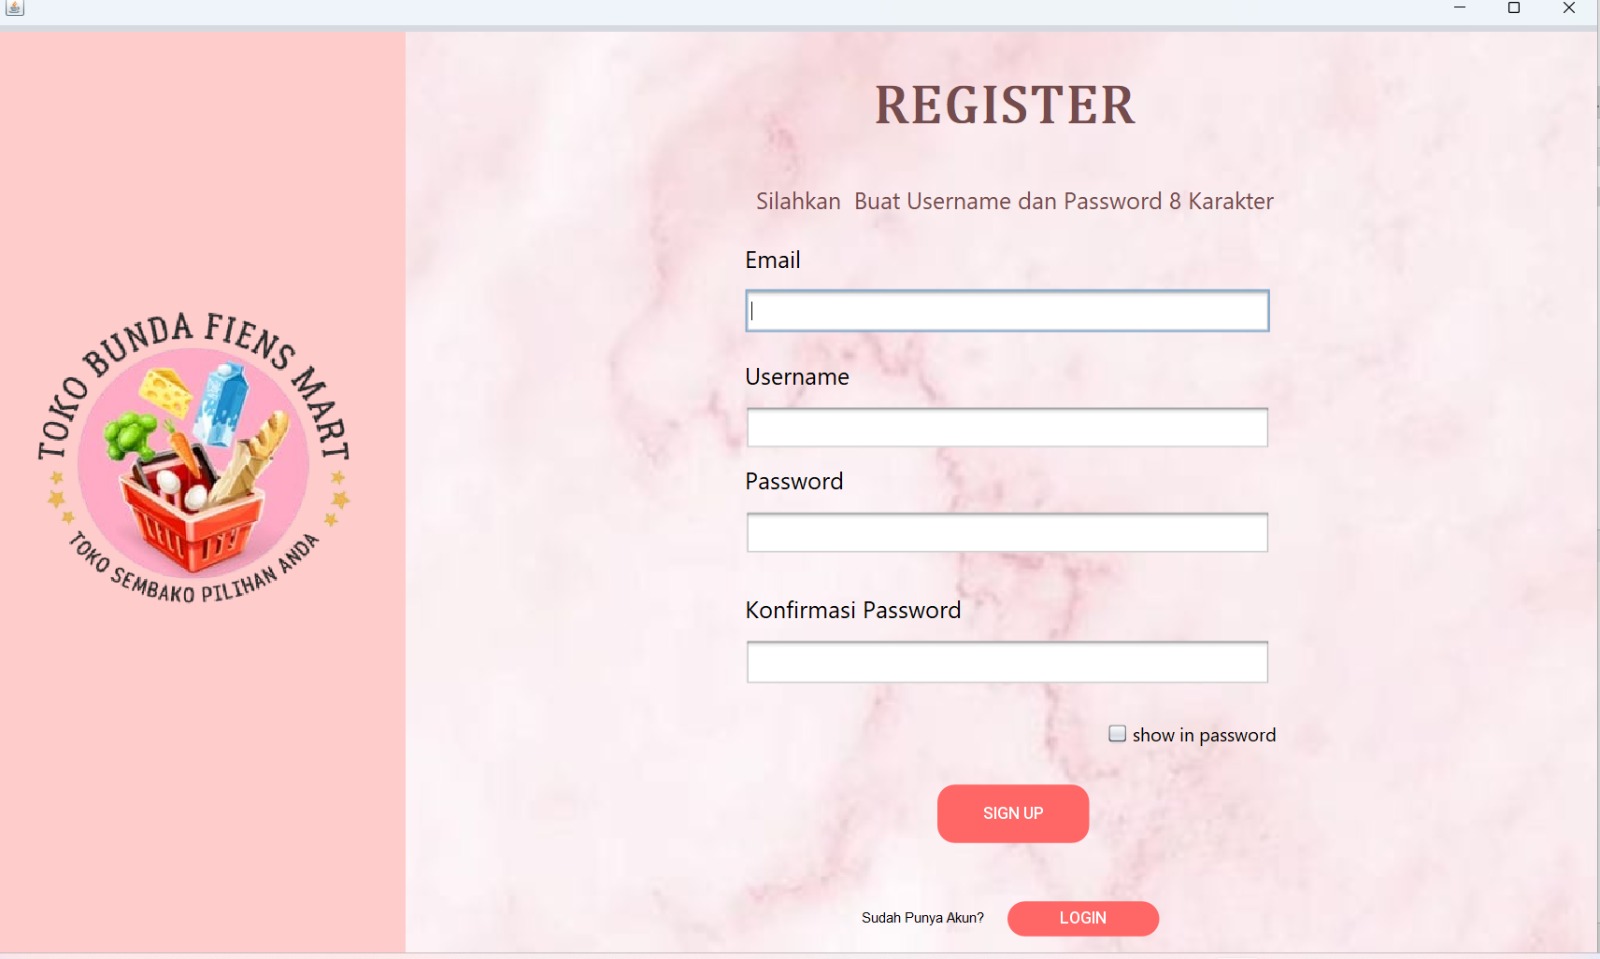 TOKO BUNDA FIENS MART
TOKO SEMBAKO PILIHAN ANDA
REGISTER
Silahkan  Buat Username dan Password 8 Karakter
Email
Username
Password
Konfirmasi Password
show in password
SIGN UP
Sudah Punya Akun?
LOGIN